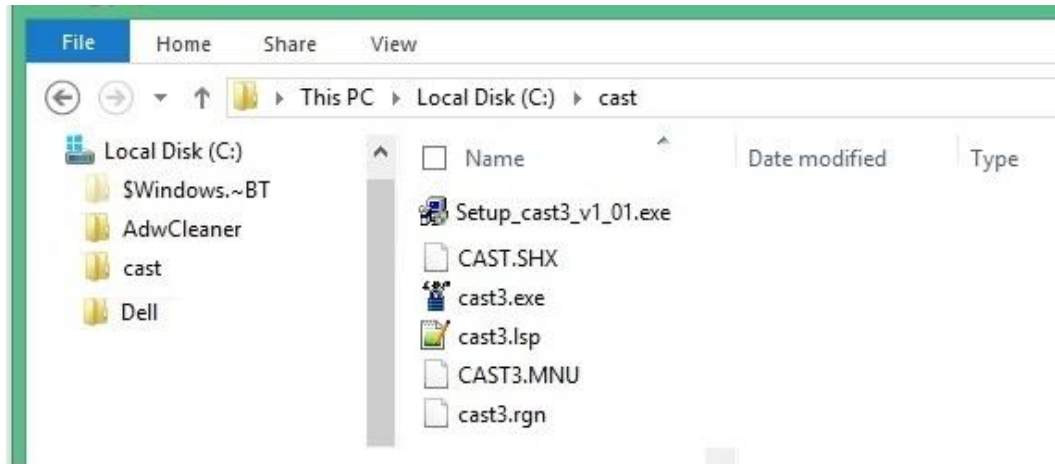 File Home Share View
This PC Local Disk (C:) cast
Local Disk (C:)
$Windows.~BT
AdwCleaner
cast
Dell
Name Date modified Type
Setup_cast3_v1_01.exe
CAST.SHX
cast3.exe
cast3.lsp
CAST3.MNU
cast3.rgn